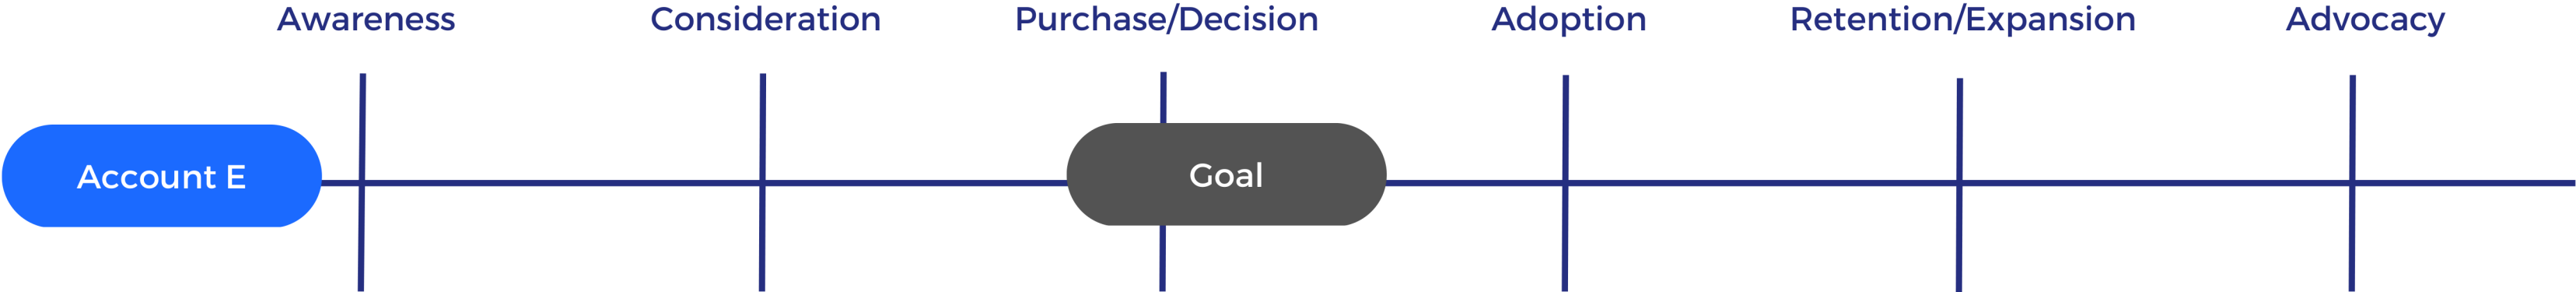 Awareness Consideration Purchase/Decision Adoption Retention/Expansion Advocacy
Account E Goal